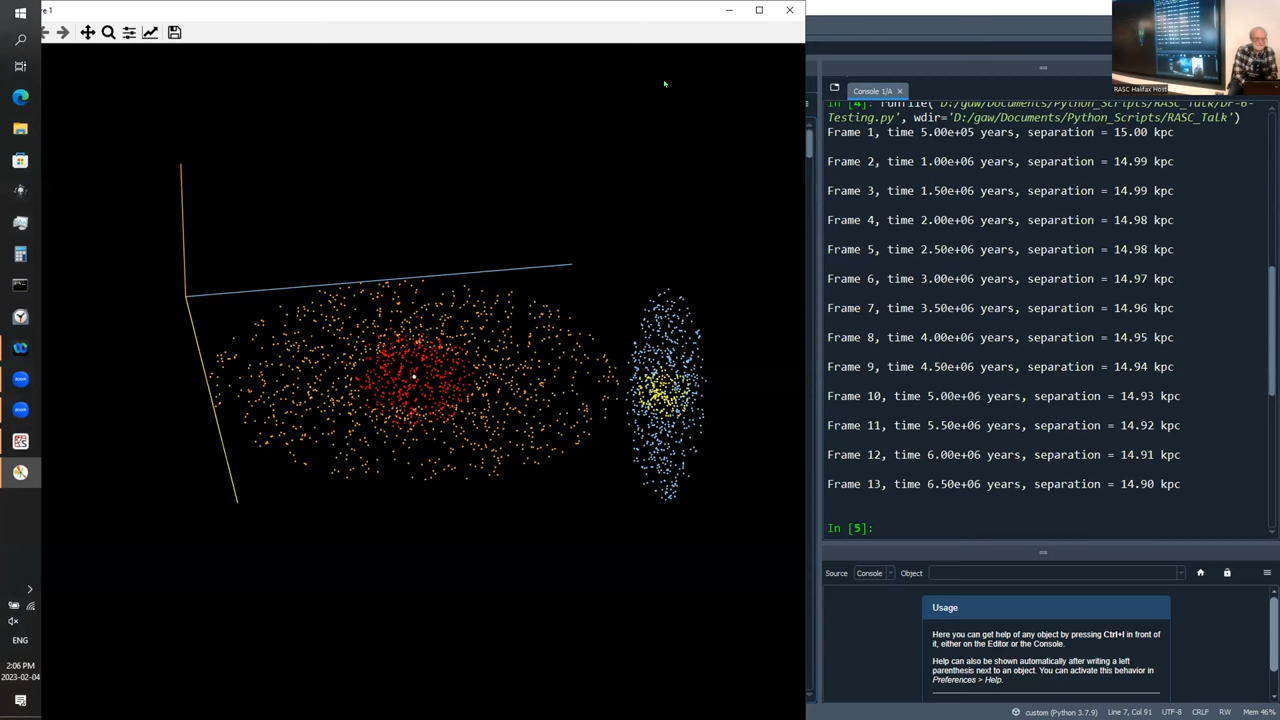 re 1
Console 1/A
In [4]: runfile('D:/gaw/Documents/Python_Scripts/RASC_Talk/DF-6-
Testing.py', wdir='D:/gaw/Documents/Python_Scripts/RASC_Talk')
Frame 1, time 5.00e+05 years, separation = 15.00 kpc
Frame 2, time 1.00e+06 years, separation = 14.99 kpc
Frame 3, time 1.50e+06 years, separation = 14.99 kpc
Frame 4, time 2.00e+06 years, separation = 14.98 kpc
Frame 5, time 2.50e+06 years, separation = 14.98 kpc
Frame 6, time 3.00e+06 years, separation = 14.97 kpc
Frame 7, time 3.50e+06 years, separation = 14.96 kpc
Frame 8, time 4.00e+06 years, separation = 14.95 kpc
Frame 9, time 4.50e+06 years, separation = 14.94 kpc
Frame 10, time 5.00e+06 years, separation = 14.93 kpc
Frame 11, time 5.50e+06 years, separation = 14.92 kpc
Frame 12, time 6.00e+06 years, separation = 14.91 kpc
Frame 13, time 6.50e+06 years, separation = 14.90 kpc
In [5]:
Source Console Object
Usage
Here you can get help of any object by pressing Ctrl+I in front of
it, either on the Editor or the Console.
Help can also be shown automatically after writing a left
parenthesis next to an object. You can activate this behavior in
Preferences > Help.
custom (Python 3.7.9) Line 7, Col 91 UTF-8 CRLF RW Mem 46%
RASC Halifax Host
ENG
2:06 PM
2023-02-04